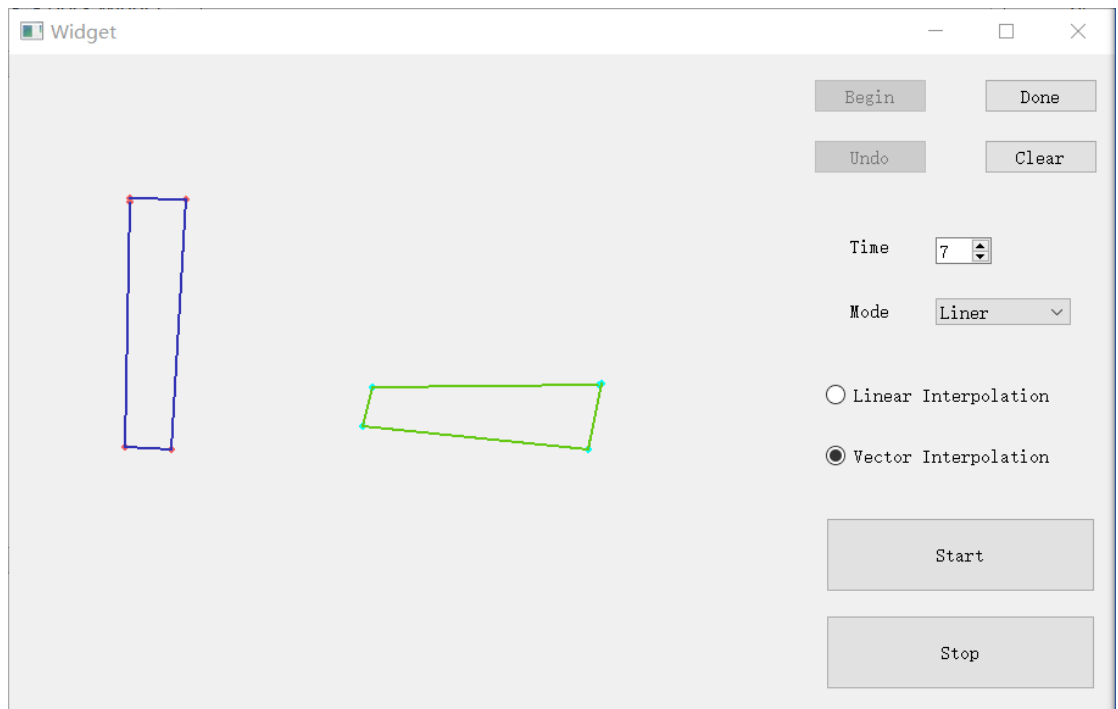 Widget
Begin Done
Undo Clear
Time 7
Mode Liner
Linear Interpolation
Vector Interpolation
Start
Stop